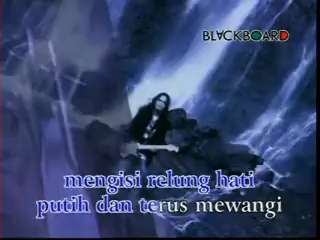 BLACKBOARD
mengisi relung hati
putih dan terus mewangi